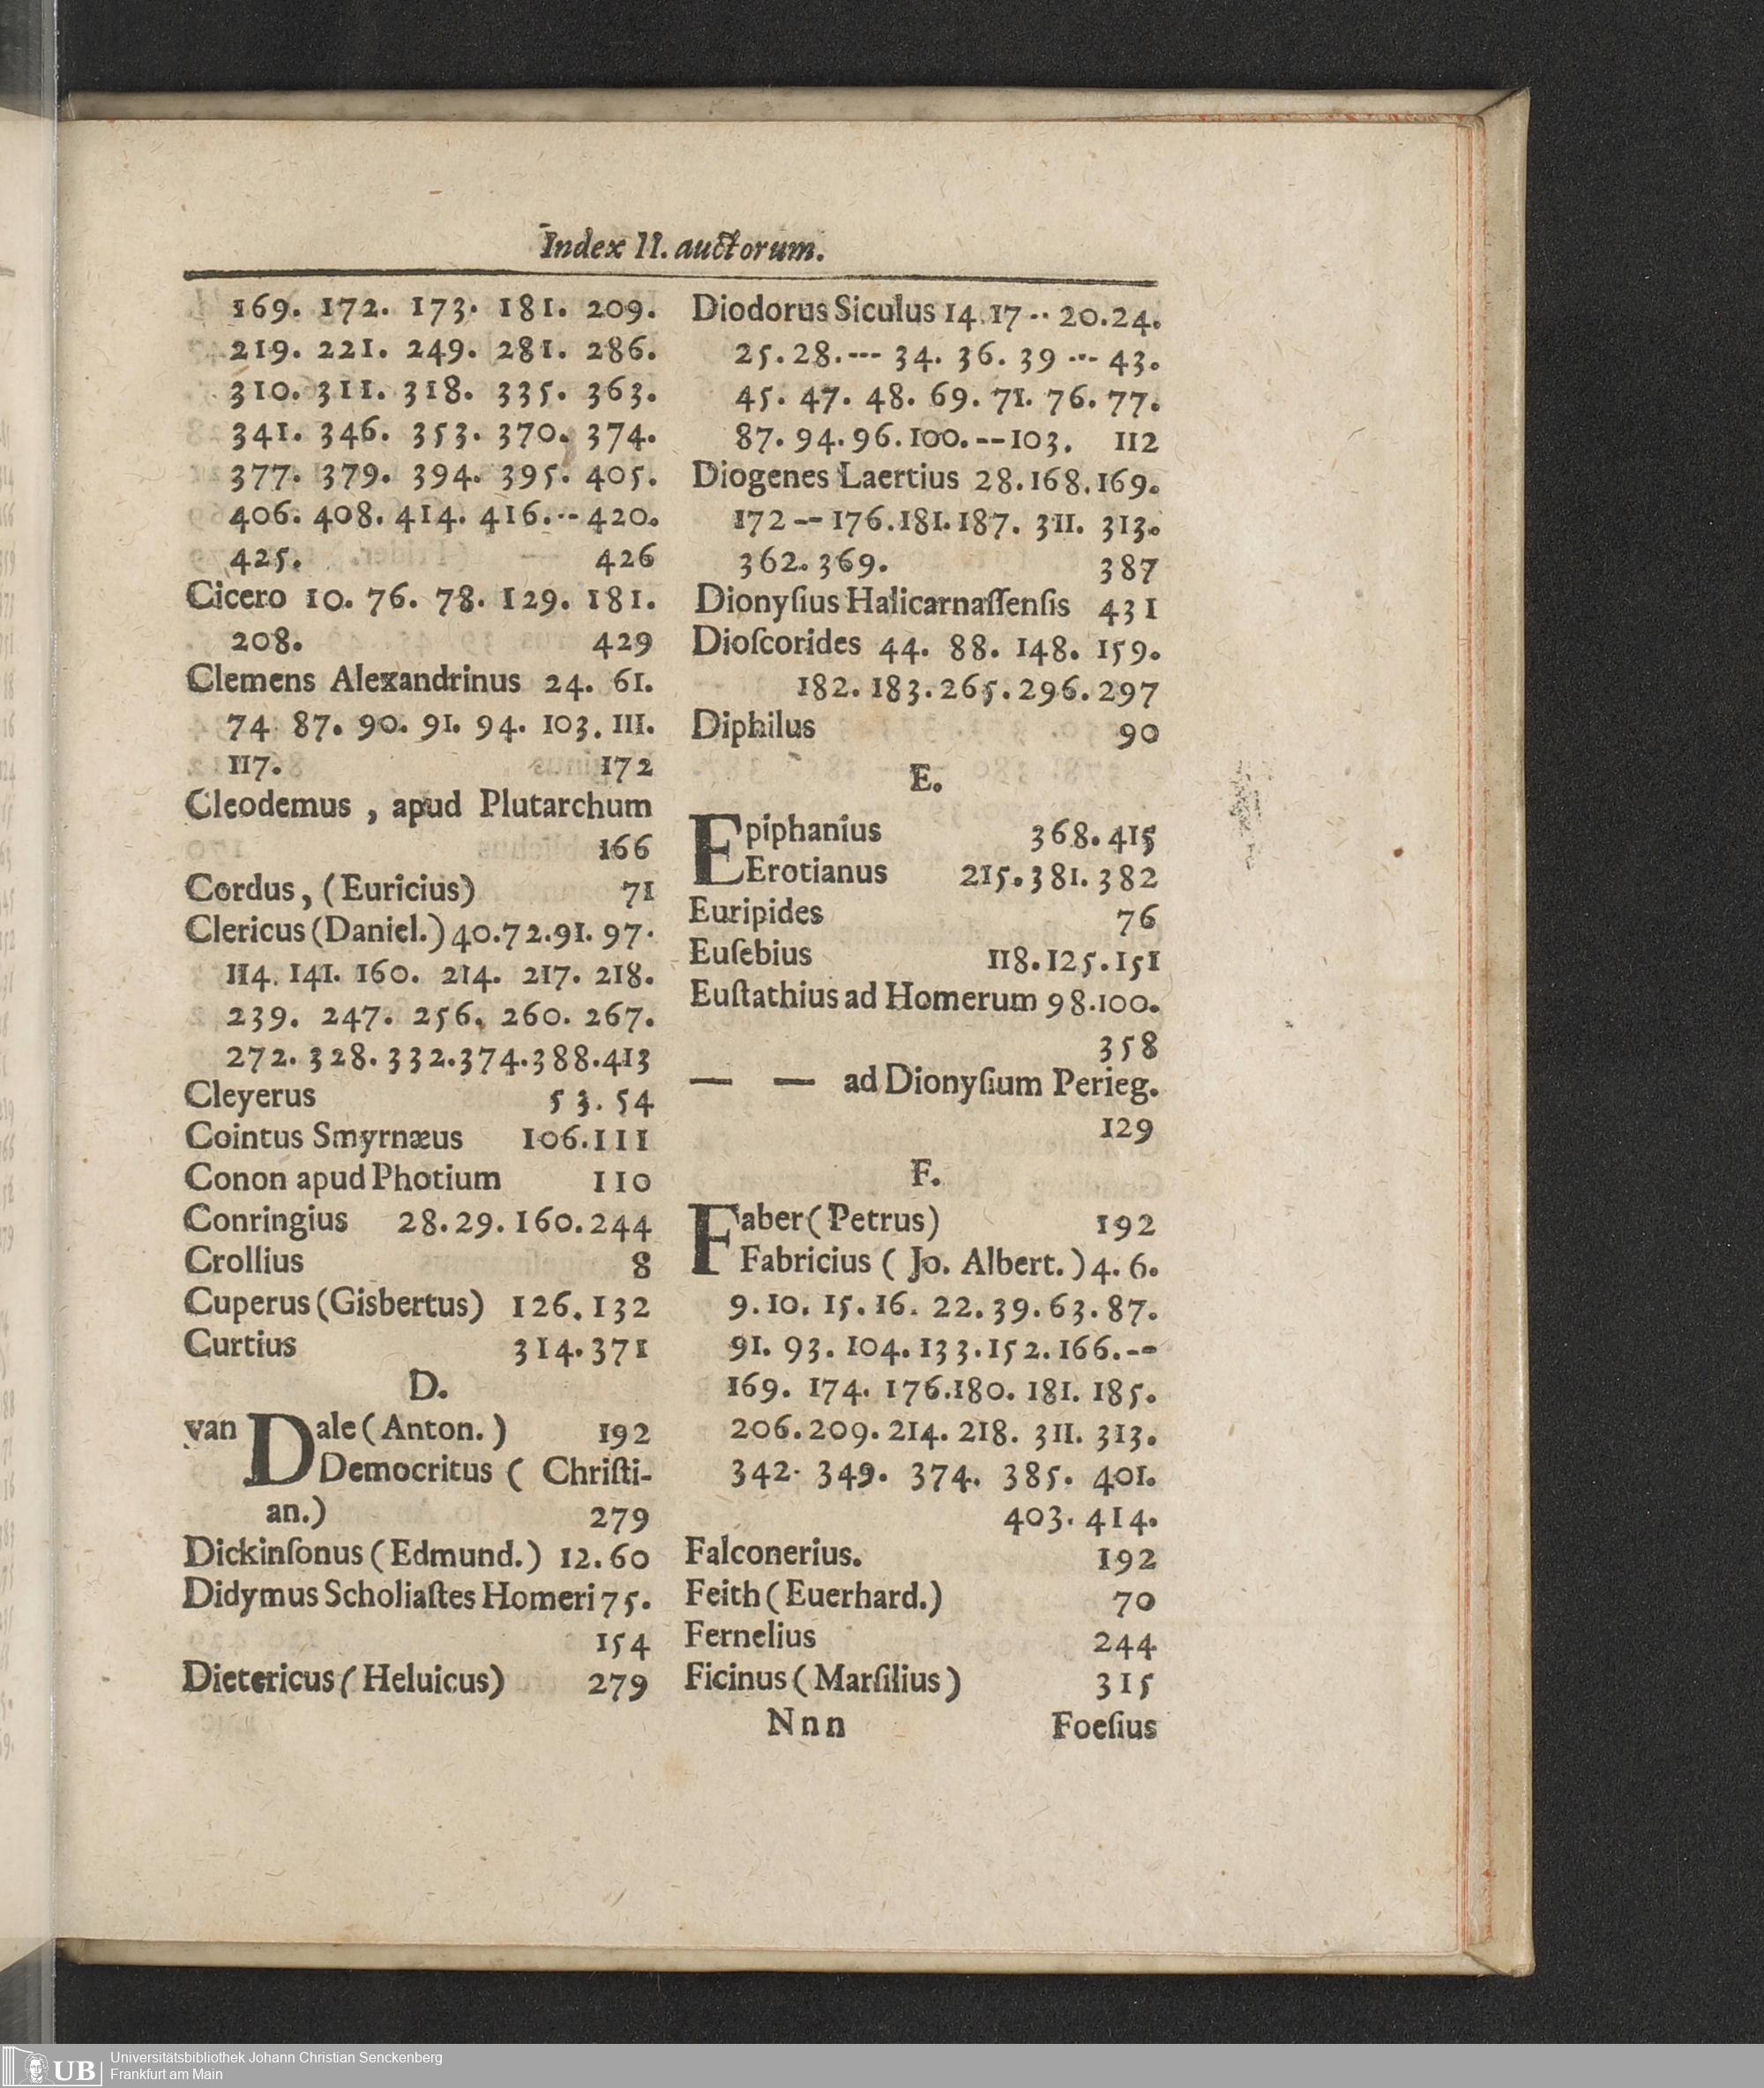 Index II. auctorum.
169. 172. 173. 181. 209.
219. 221. 249. 281. 286.
310. 311. 318. 335. 363.
341. 346. 353. 370. 374.
377. 379. 394. 395. 405.
406. 408. 414. 416.-- 420.
425. 426
Cicero 10. 76. 78. 129. 181.
208. 429
Clemens Alexandrinus 24. 61.
74 87. 90. 91. 94. 103. 111.
117. 172
Cleodemus , apud Plutarchum
166
Cordus, (Euricius) 71
Clericus (Daniel.) 40.72.91. 97.
114. 141. 160. 214. 217. 218.
239. 247. 256. 260. 267.
272. 328. 332.374.388.413
Cleyerus 53. 54
Cointus Smyrnæus 106.111
Conon apud Photium 110
Conringius 28. 29. 160.244
Crollius 8
Cuperus (Gisbertus) 126. 132
Curtius 314.371
D.
van Dale (Anton. ) 192
Democritus ( Chriſti-
an.) 279
Dickinſonus (Edmund.) 12. 60
Didymus Scholiaſtes Homeri 75.
154
Dietericus (Heluicus) 279
Diodorus Siculus 14.17 -- 20.24.
25. 28.--- 34. 36. 39 --- 43.
45. 47. 48. 69. 71. 76. 77.
87. 94. 96. 100. -- 103. 112
Diogenes Laertius 28.168.169.
172 -- 176.181.187. 311. 313.
362. 369. 387
Dionyſius Halicarnaſſenſis 431
Dioſcorides 44. 88. 148. 159.
182. 183.265.296.297
Diphilus 90
E.
Epiphanius 368.415
Erotianus 215.381.382
Euripides 76
Euſebius 118.125.151
Euſtathius ad Homerum 98.100.
358
— — ad Dionyſium Perieg.
129
F.
Faber (Petrus) 192
Fabricius ( Jo. Albert. ) 4. 6.
9. 10. 15. 16. 22. 39. 63. 87.
91. 93. 104. 133.152. 166.--
169. 174. 176.180. 181. 185.
206. 209. 214. 218. 311. 313.
342. 349. 374. 385. 401.
403. 414.
Falconerius. 192
Feith (Euerhard.) 70
Fernelius 244
Ficinus (Marſilius) 315
Nnn Foeſius
UB Universitätsbibliothek Johann Christian Senckenberg
Frankfurt am Main